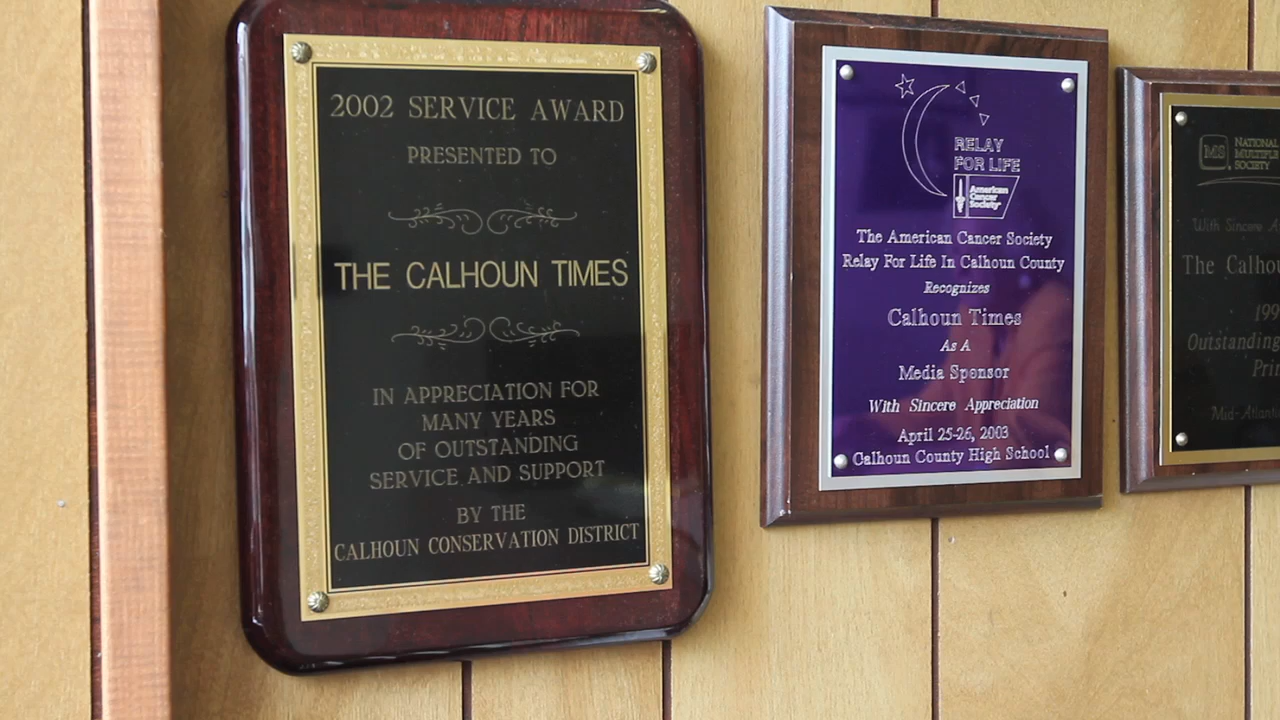 2002 SERVICE AWARD
PRESENTED TO
THE CALHOUN TIMES
IN APPRECIATION FOR
MANY YEARS
OF OUTSTANDING
SERVICE AND SUPPORT
BY THE
CALHOUN CONSERVATION DISTRICT
RELAY
FOR LIFE
American
Cancer
Society
The American Cancer Society
Relay For Life In Calhoun County
Recognizes
Calhoun Times
As A
Media Sponsor
With Sincere Appreciation
April 25-26, 2003
Calhoun County High School
MS
NATIONAL
MULTIPLE
SOCIETY
With Sincere
The
Outstanding